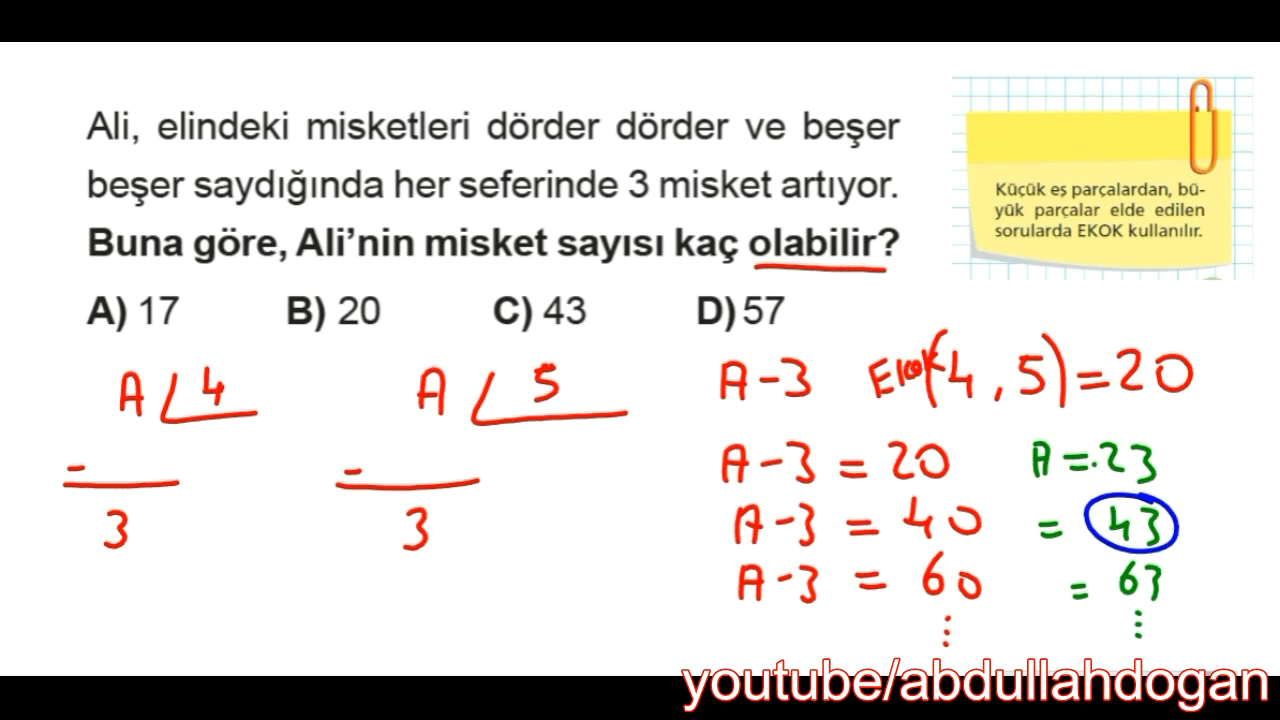 Ali, elindeki misketleri dörder dörder ve beşer
beşer saydığında her seferinde 3 misket artıyor.
Buna göre, Ali'nin misket sayısı kaç olabilir?
A) 17 B) 20 C) 43 D) 57
Küçük eş parçalardan, bü-
yük parçalar elde edilen
sorularda EKOK kullanılır.
A 4
-
3
A 5
-
3
A-3 Ekok(4, 5) = 20
A-3 = 20 A = 23
A-3 = 40 = 43
A-3 = 60 = 63
⋮ ⋮
youtube/abdullahdogan